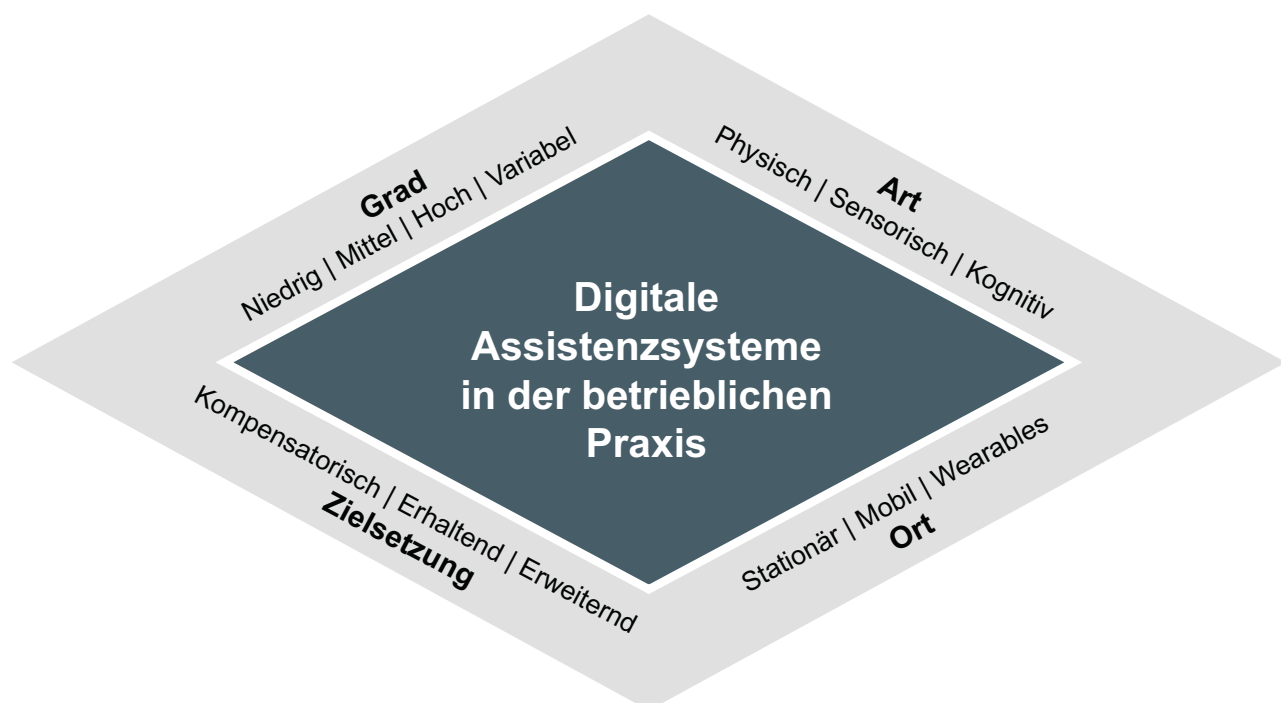 Grad
Niedrig | Mittel | Hoch | Variabel
Art
Physisch | Sensorisch | Kognitiv
Digitale
Assistenzsysteme
in der betrieblichen
Praxis
Kompensatorisch | Erhaltend | Erweiternd
Zielsetzung
Stationär | Mobil | Wearables
Ort